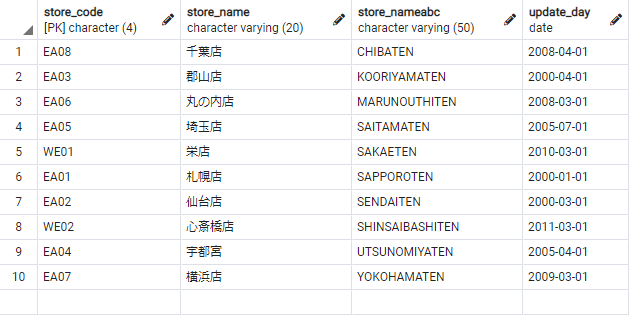 store_code store_name store_nameabc update_day
[PK] character (4) character varying (20) character varying (50) date
1 EA08 千葉店 CHIBATEN 2008-04-01
2 EA03 郡山店 KOORIYAMATEN 2000-04-01
3 EA06 丸の内店 MARUNOUTHITEN 2008-03-01
4 EA05 埼玉店 SAITAMATEN 2005-07-01
5 WE01 栄店 SAKAETEN 2010-03-01
6 EA01 札幌店 SAPPOROTEN 2000-01-01
7 EA02 仙台店 SENDAITEN 2000-03-01
8 WE02 心斎橋店 SHINSAIBASHITEN 2011-03-01
9 EA04 宇都宮 UTSUNOMIYATEN 2005-04-01
10 EA07 横浜店 YOKOHAMATEN 2009-03-01